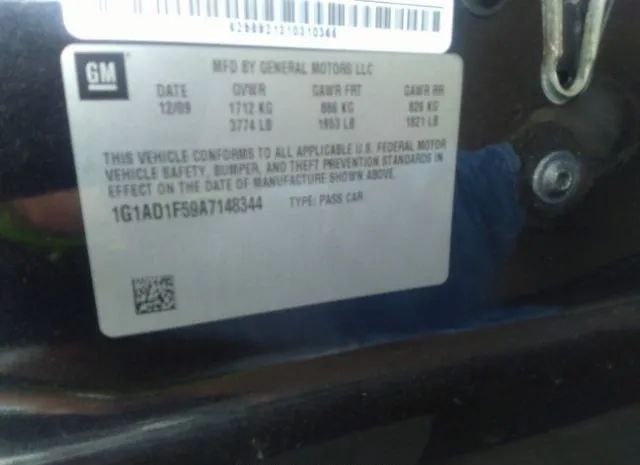 GM
MFD BY GENERAL MOTORS LLC
DATE GVWR GAWR FRT GAWR RR
12/09 1712 KG 886 KG 826 KG
3774 LB 1953 LB 1821 LB
THIS VEHICLE CONFORMS TO ALL APPLICABLE U.S. FEDERAL MOTOR
VEHICLE SAFETY, BUMPER, AND THEFT PREVENTION STANDARDS IN
EFFECT ON THE DATE OF MANUFACTURE SHOWN ABOVE.
1G1AD1F59A7148344 TYPE: PASS CAR